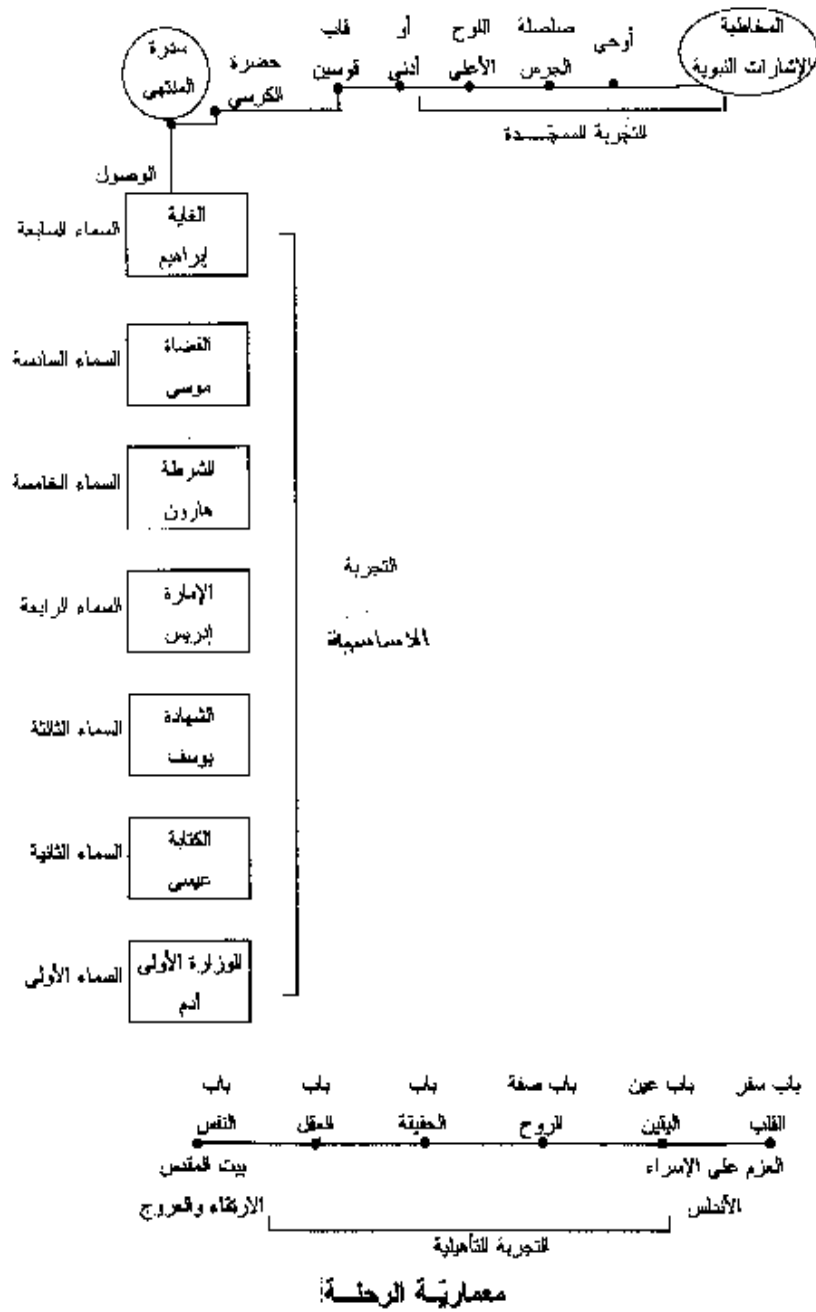 المخاطبة
الإشارات النبوية
أوحى
صلصلة
الجرس
اللوح
الأعلى
أو
أدنى
قاب
قوسين
حضرة
الكرسي
سدرة
المنتهى
التجربة المسجدة
الوصول
السماء السابعة
الغاية
إبراهيم
السماء السادسة
القضاة
موسى
السماء الخامسة
الشرطة
هارون
السماء الرابعة
الإمارة
إدريس
السماء الثالثة
الشهادة
يوسف
السماء الثانية
الكتابة
عيسى
السماء الأولى
الوزارة الأولى
آدم
التجربة
الأساسية
باب سفر
القلب
باب عين
اليقين
باب صفة
الروح
باب
الحقيقة
باب
العقل
باب
النفس
العزم على الإسراء
الأندلس
بيت المقدس
الارتقاء والعروج
التجربة التأهيلية
معمارية الرحلة